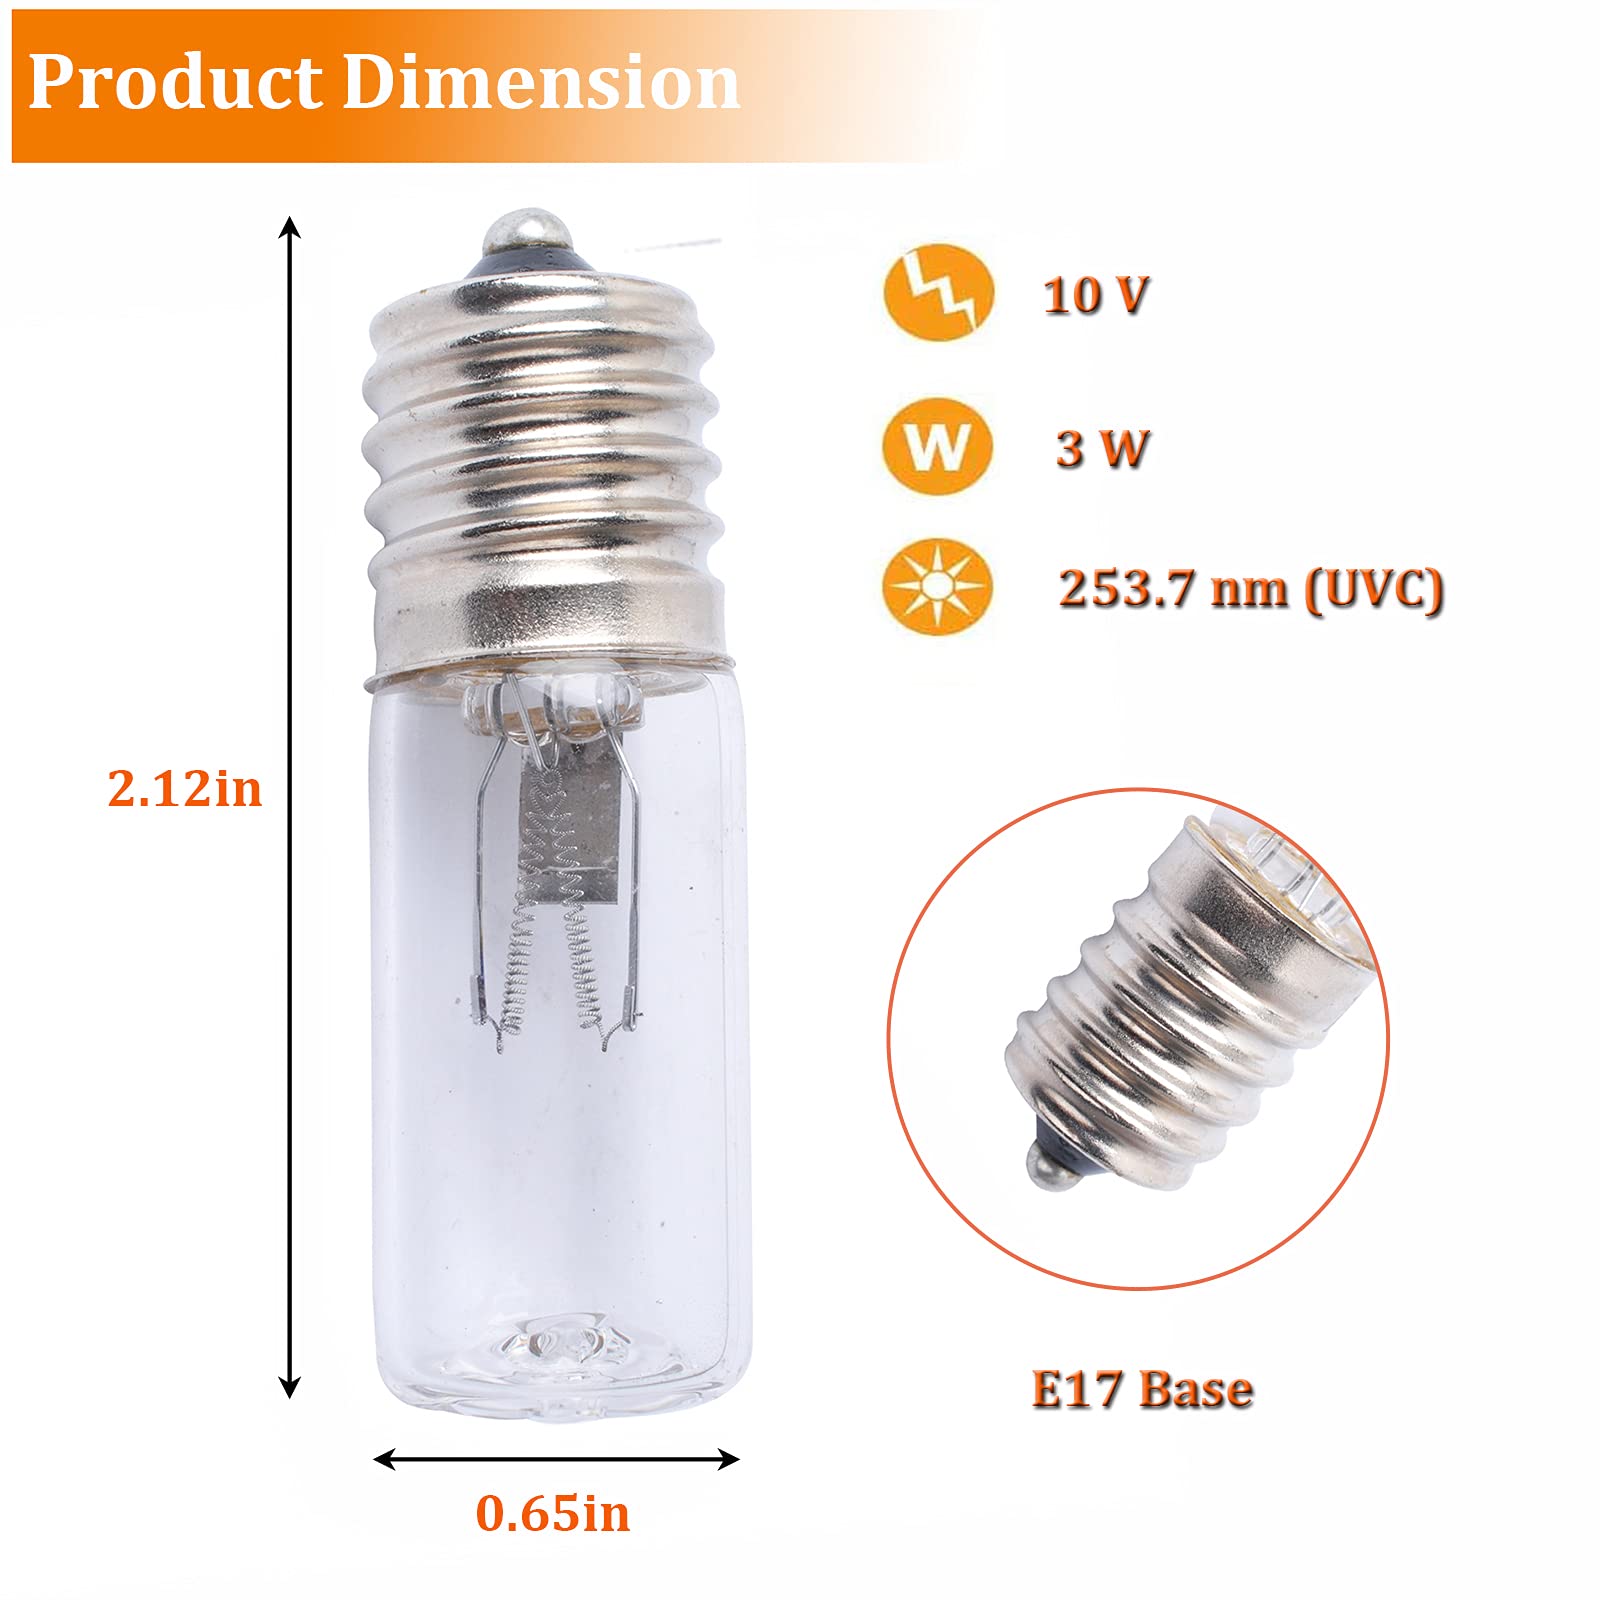 Product Dimension
10 V
W
3 W
253.7 nm (UVC)
2.12in
E17 Base
0.65in